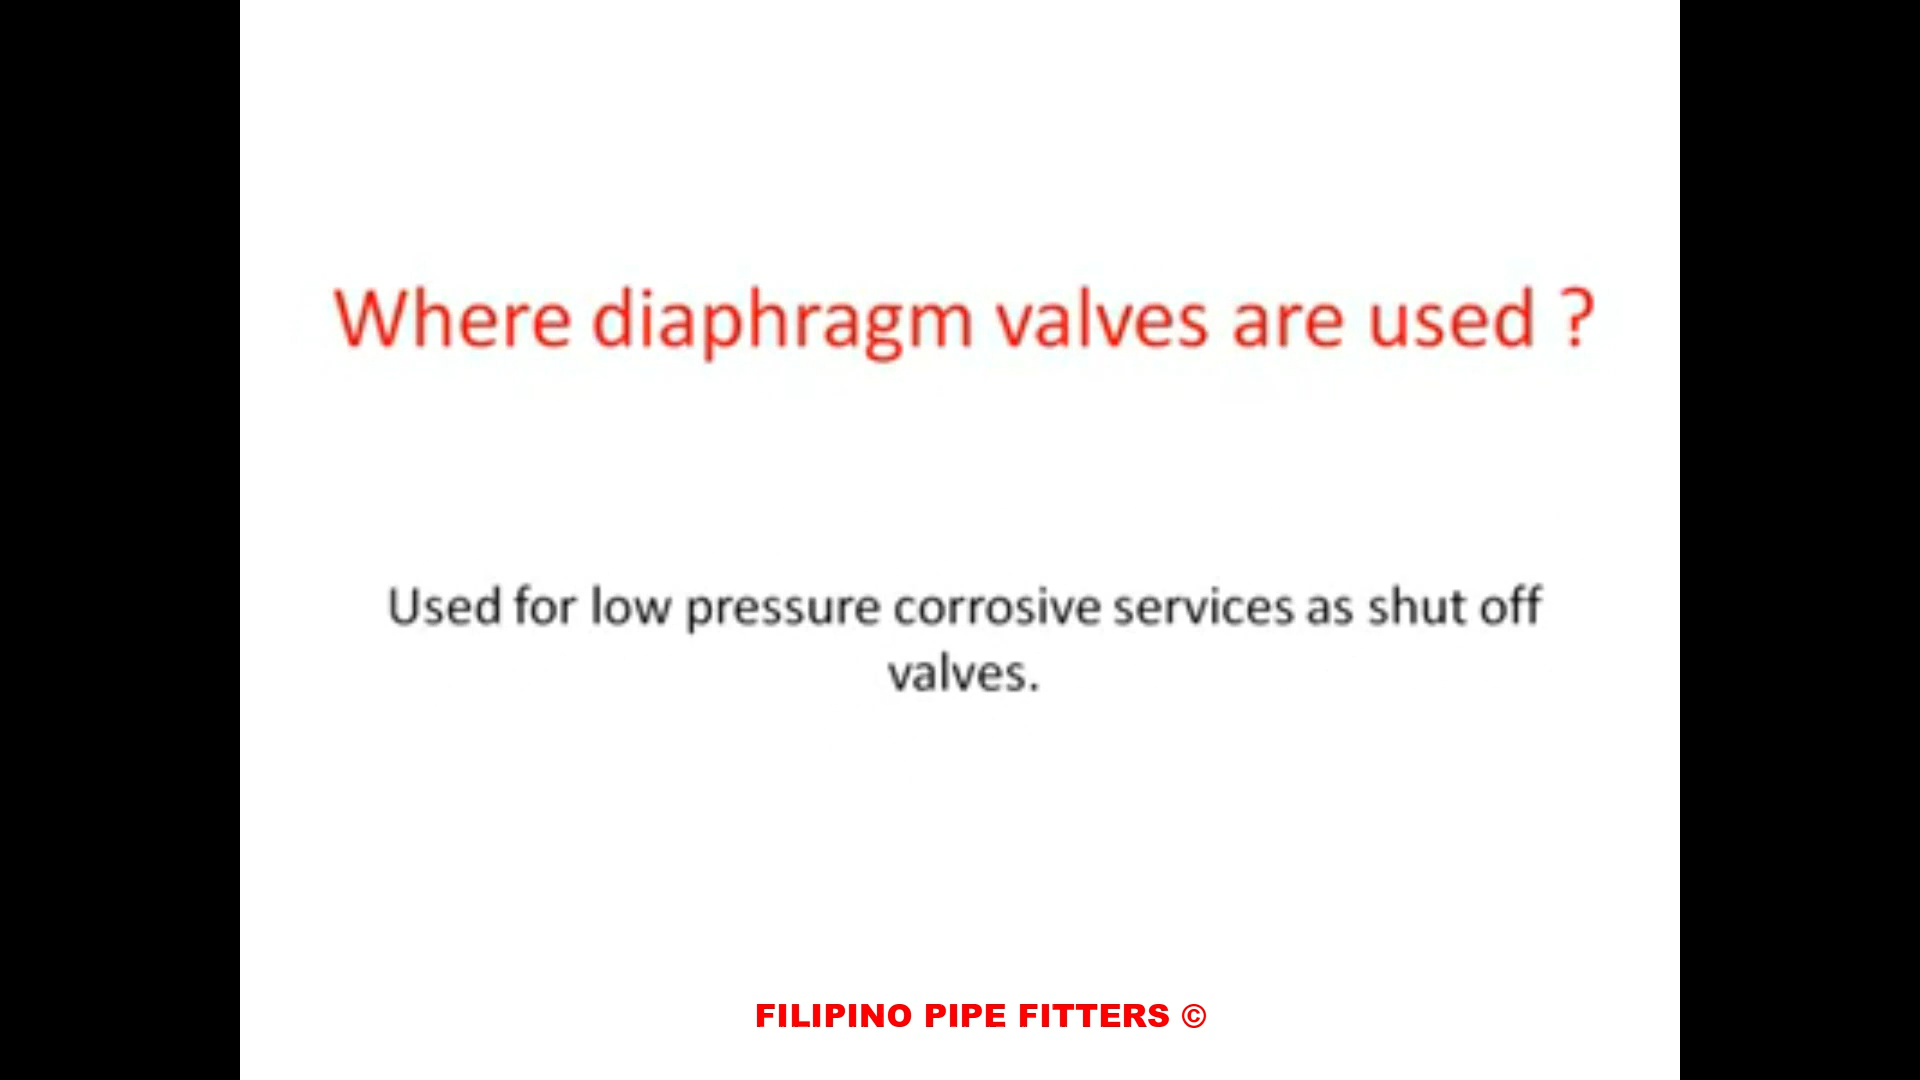 Where diaphragm valves are used ?
Used for low pressure corrosive services as shut off
valves.
FILIPINO PIPE FITTERS ©